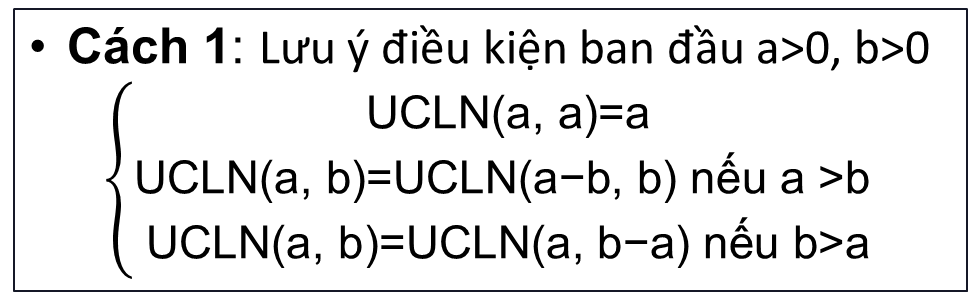 • Cách 1: Lưu ý điều kiện ban đầu a>0, b>0
UCLN(a, a)=a
UCLN(a, b)=UCLN(a−b, b) nếu a >b
UCLN(a, b)=UCLN(a, b−a) nếu b>a